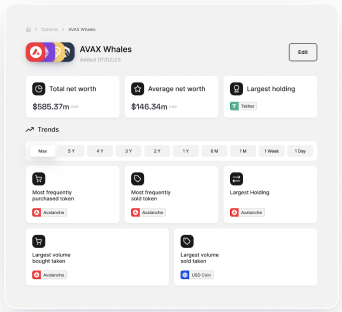 Cohorts > AVAX Whales
AVAX Whales
Added 07/02/23
Edit
Total net worth
$585.37m USD
Average net worth
$146.34m USD
Largest holding
Tether
Trends
Max
5 Y
4 Y
3 Y
2 Y
1 Y
6 M
1 M
1 Week
1 Day
Most frequently
purchased token
Avalanche
Most frequently
sold token
Avalanche
Largest Holding
Avalanche
Largest volume
bought taken
Avalanche
Largest volume
sold taken
USD Coin